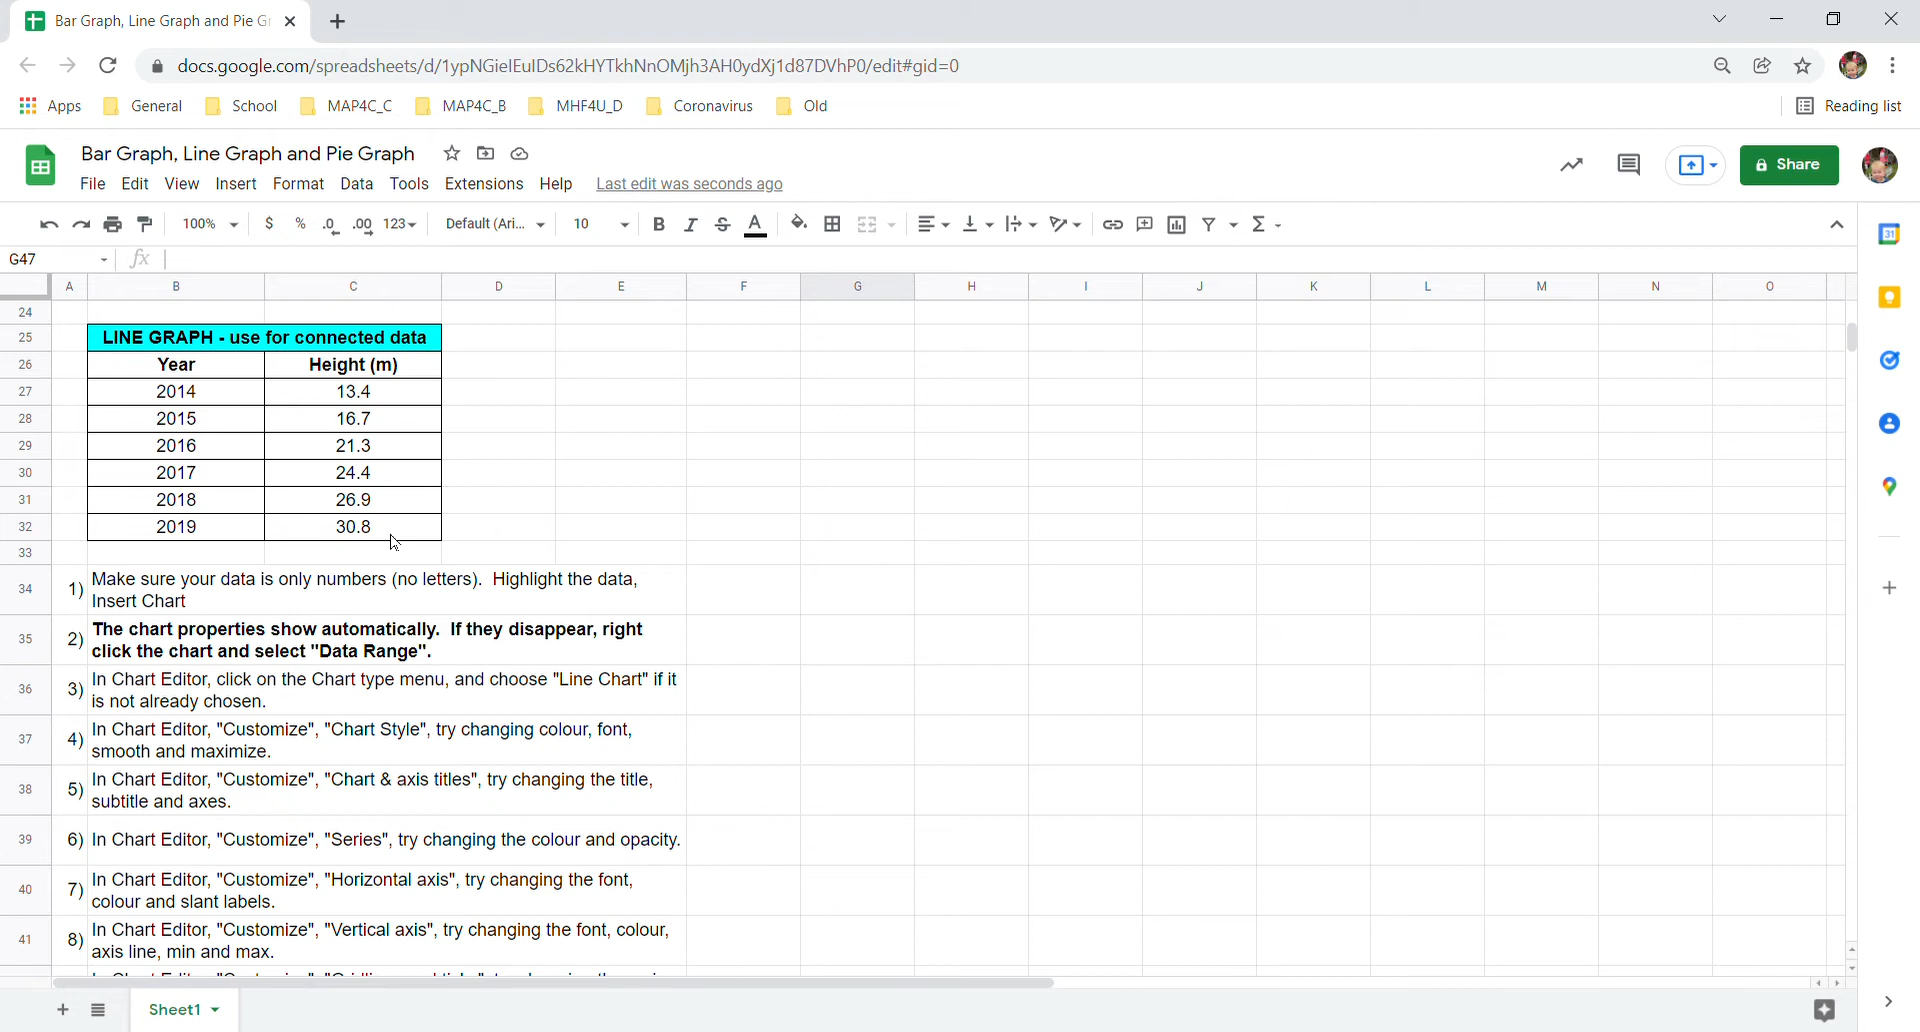 Bar Graph, Line Graph and Pie Gr
docs.google.com/spreadsheets/d/1ypNGielEulDs62kHYTkhNnOMjh3AH0ydXj1d87DVhP0/edit#gid=0
Apps General School MAP4C_C MAP4C_B MHF4U_D Coronavirus Old Reading list
Bar Graph, Line Graph and Pie Graph
File Edit View Insert Format Data Tools Extensions Help Last edit was seconds ago
Share
100% $ % .0 .00 123 Default (Ari... 10 B I S A Σ
31
G47 fx
A B C D E F G H I J K L M N O
24
25 LINE GRAPH - use for connected data
26 Year Height (m)
27 2014 13.4
28 2015 16.7
29 2016 21.3
30 2017 24.4
31 2018 26.9
32 2019 30.8
33
34 1) Make sure your data is only numbers (no letters). Highlight the data,
Insert Chart
35 2) The chart properties show automatically. If they disappear, right
click the chart and select "Data Range".
36 3) In Chart Editor, click on the Chart type menu, and choose "Line Chart" if it
is not already chosen.
37 4) In Chart Editor, "Customize", "Chart Style", try changing colour, font,
smooth and maximize.
38 5) In Chart Editor, "Customize", "Chart & axis titles", try changing the title,
subtitle and axes.
39 6) In Chart Editor, "Customize", "Series", try changing the colour and opacity.
40 7) In Chart Editor, "Customize", "Horizontal axis", try changing the font,
colour and slant labels.
41 8) In Chart Editor, "Customize", "Vertical axis", try changing the font, colour,
axis line, min and max.
Sheet1